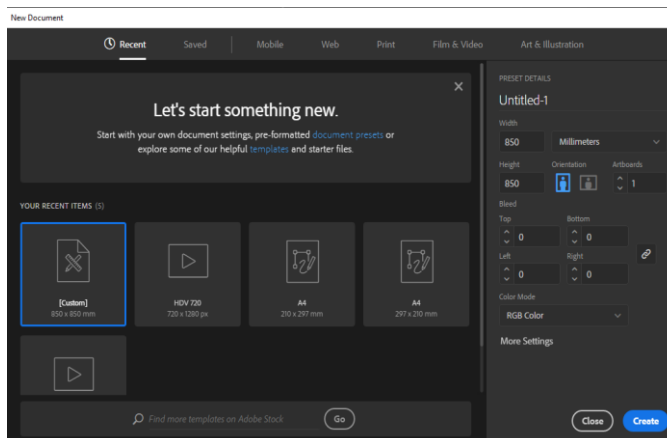 New Document
Recent Saved Mobile Web Print Film & Video Art & Illustration
Let's start something new.
Start with your own document settings, pre-formatted document presets or
explore some of our helpful templates and starter files.
YOUR RECENT ITEMS (5)
[Custom]
850 x 850 mm
HDV 720
720 x 1280 px
A4
210 x 297 mm
A4
297 x 210 mm
Find more templates on Adobe Stock
Go
PRESET DETAILS
Untitled-1
Width
850 Millimeters
Height Orientation Artboards
850 1
Bleed
Top Bottom
0 0
Left Right
0 0
Color Mode
RGB Color
More Settings
Close Create